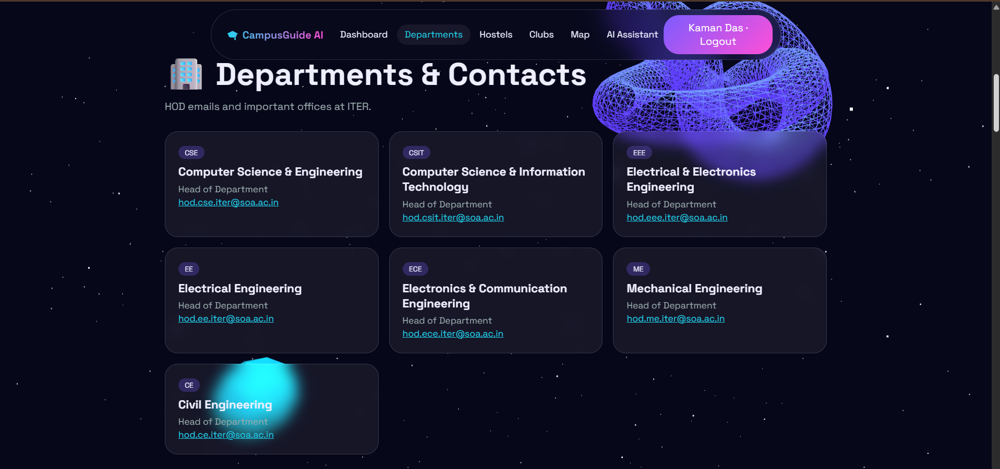 CampusGuide AI
Dashboard
Departments
Hostels
Clubs
Map
AI Assistant
Kaman Das ·
Logout
Departments & Contacts
HOD emails and important offices at ITER.
CSE
Computer Science & Engineering
Head of Department
hod.cse.iter@soa.ac.in
CSIT
Computer Science & Information
Technology
Head of Department
hod.csit.iter@soa.ac.in
EEE
Electrical & Electronics
Engineering
Head of Department
hod.eee.iter@soa.ac.in
EE
Electrical Engineering
Head of Department
hod.ee.iter@soa.ac.in
ECE
Electronics & Communication
Engineering
Head of Department
hod.ece.iter@soa.ac.in
ME
Mechanical Engineering
Head of Department
hod.me.iter@soa.ac.in
CE
Civil Engineering
Head of Department
hod.ce.iter@soa.ac.in